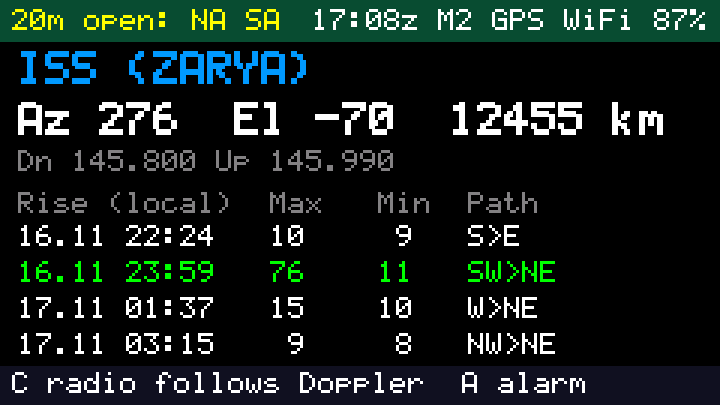 20m open: NA SA 17:08z M2 GPS WiFi 87%
ISS (ZARYA)
Az 276 El -70 12455 km
Dn 145.800 Up 145.990
Rise (local) Max Min Path
16.11 22:24 10 9 S>E
16.11 23:59 76 11 SW>NE
17.11 01:37 15 10 W>NE
17.11 03:15 9 8 NW>NE
C radio follows Doppler A alarm